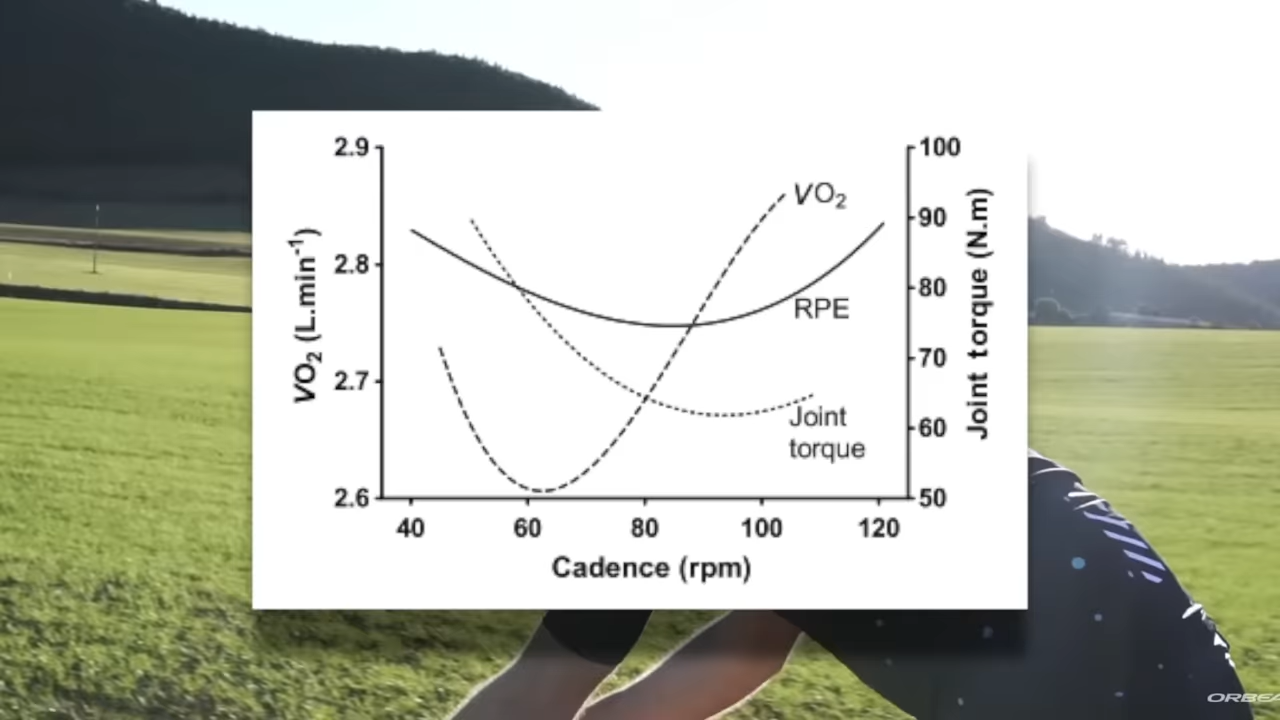 2.9
2.8
2.7
2.6
VO2 (L.min-1)
100
90
80
70
60
50
Joint torque (N.m)
VO2
RPE
Joint
torque
40 60 80 100 120
Cadence (rpm)
ORBEA